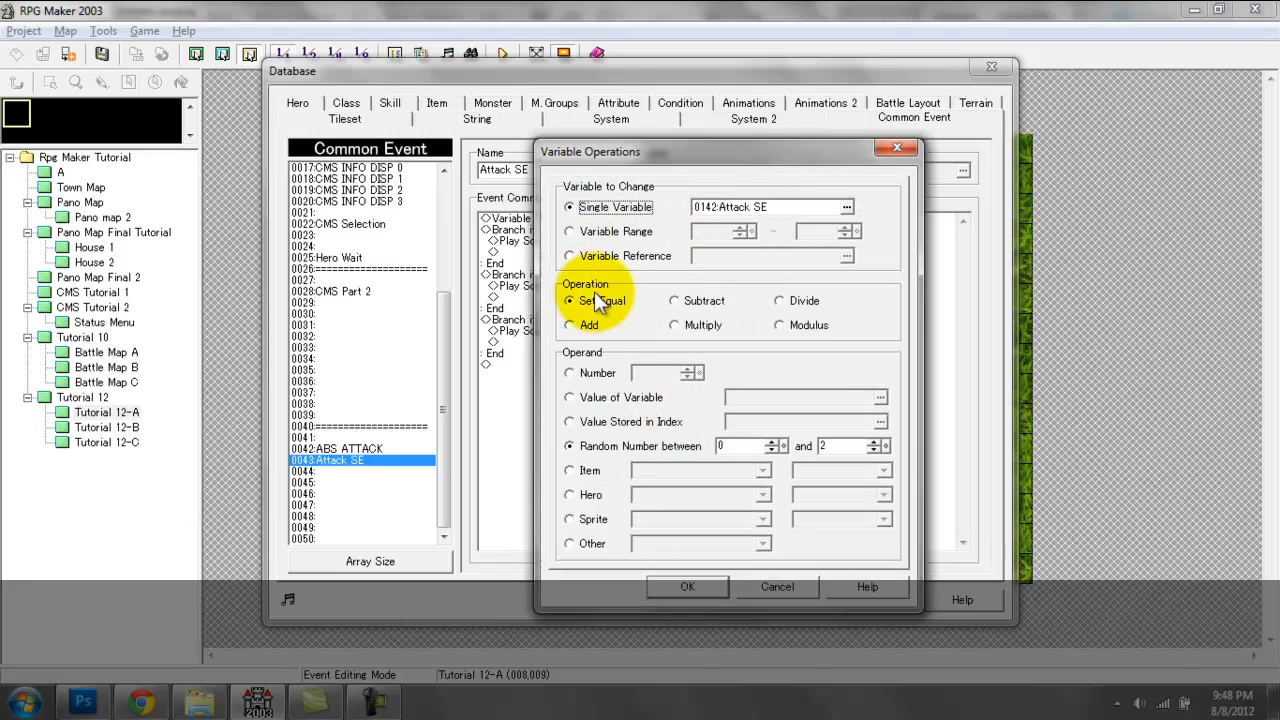 RPG Maker 2003
Project Map Tools Game Help
Database
Hero Class Skill Item Monster M. Groups Attribute Condition Animations Animations 2 Battle Layout Terrain
Tileset String System System 2 Common Event
Rpg Maker Tutorial
A
Town Map
Pano Map
Pano map 2
Pano Map Final Tutorial
House 1
House 2
Pano Map Final 2
CMS Tutorial 1
CMS Tutorial 2
Status Menu
Tutorial 10
Battle Map A
Battle Map B
Battle Map C
Tutorial 12
Tutorial 12-A
Tutorial 12-B
Tutorial 12-C
Common Event
0017:CMS INFO DISP 0
0018:CMS INFO DISP 1
0019:CMS INFO DISP 2
0020:CMS INFO DISP 3
0021:
0022:CMS Selection
0023:
0024:
0025:Hero Wait
0026:====================
0027:
0028:CMS Part 2
0029:
0030:
0031:
0032:
0033:
0034:
0035:
0036:
0037:
0038:
0039:
0040:====================
0041:
0042:ABS ATTACK
0043:Attack SE
0044:
0045:
0046:
0047:
0048:
0049:
0050:
Array Size
Name
Attack SE
Event Comm
Variable
Branch i
Play S
: End
Branch i
Play S
: End
Branch i
Play S
: End
Variable Operations
Variable to Change
Single Variable 0142:Attack SE
Variable Range -
Variable Reference
Operation
Set Equal Subtract Divide
Add Multiply Modulus
Operand
Number
Value of Variable
Value Stored in Index
Random Number between 0 and 2
Item
Hero
Sprite
Other
OK Cancel Help
Help
Event Editing Mode Tutorial 12-A (008,009)
Ps
2003
9:48 PM
8/8/2012